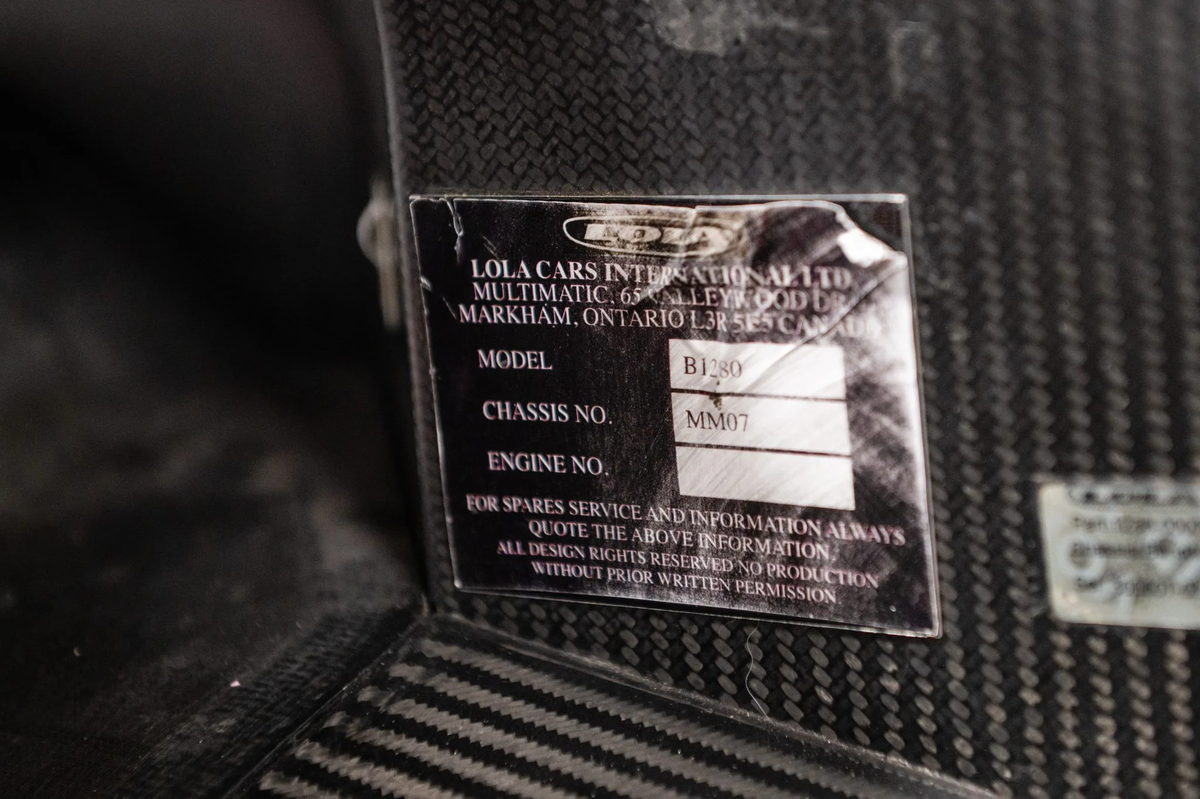 LOLA
LOLA CARS INTERNATIONAL LTD
MULTIMATIC, 65 VALLEYWOOD DR
MARKHAM, ONTARIO L3R 5E5 CANADA
MODEL B1280
CHASSIS NO. MM07
ENGINE NO.
FOR SPARES SERVICE AND INFORMATION ALWAYS
QUOTE THE ABOVE INFORMATION
ALL DESIGN RIGHTS RESERVED NO PRODUCTION
WITHOUT PRIOR WRITTEN PERMISSION